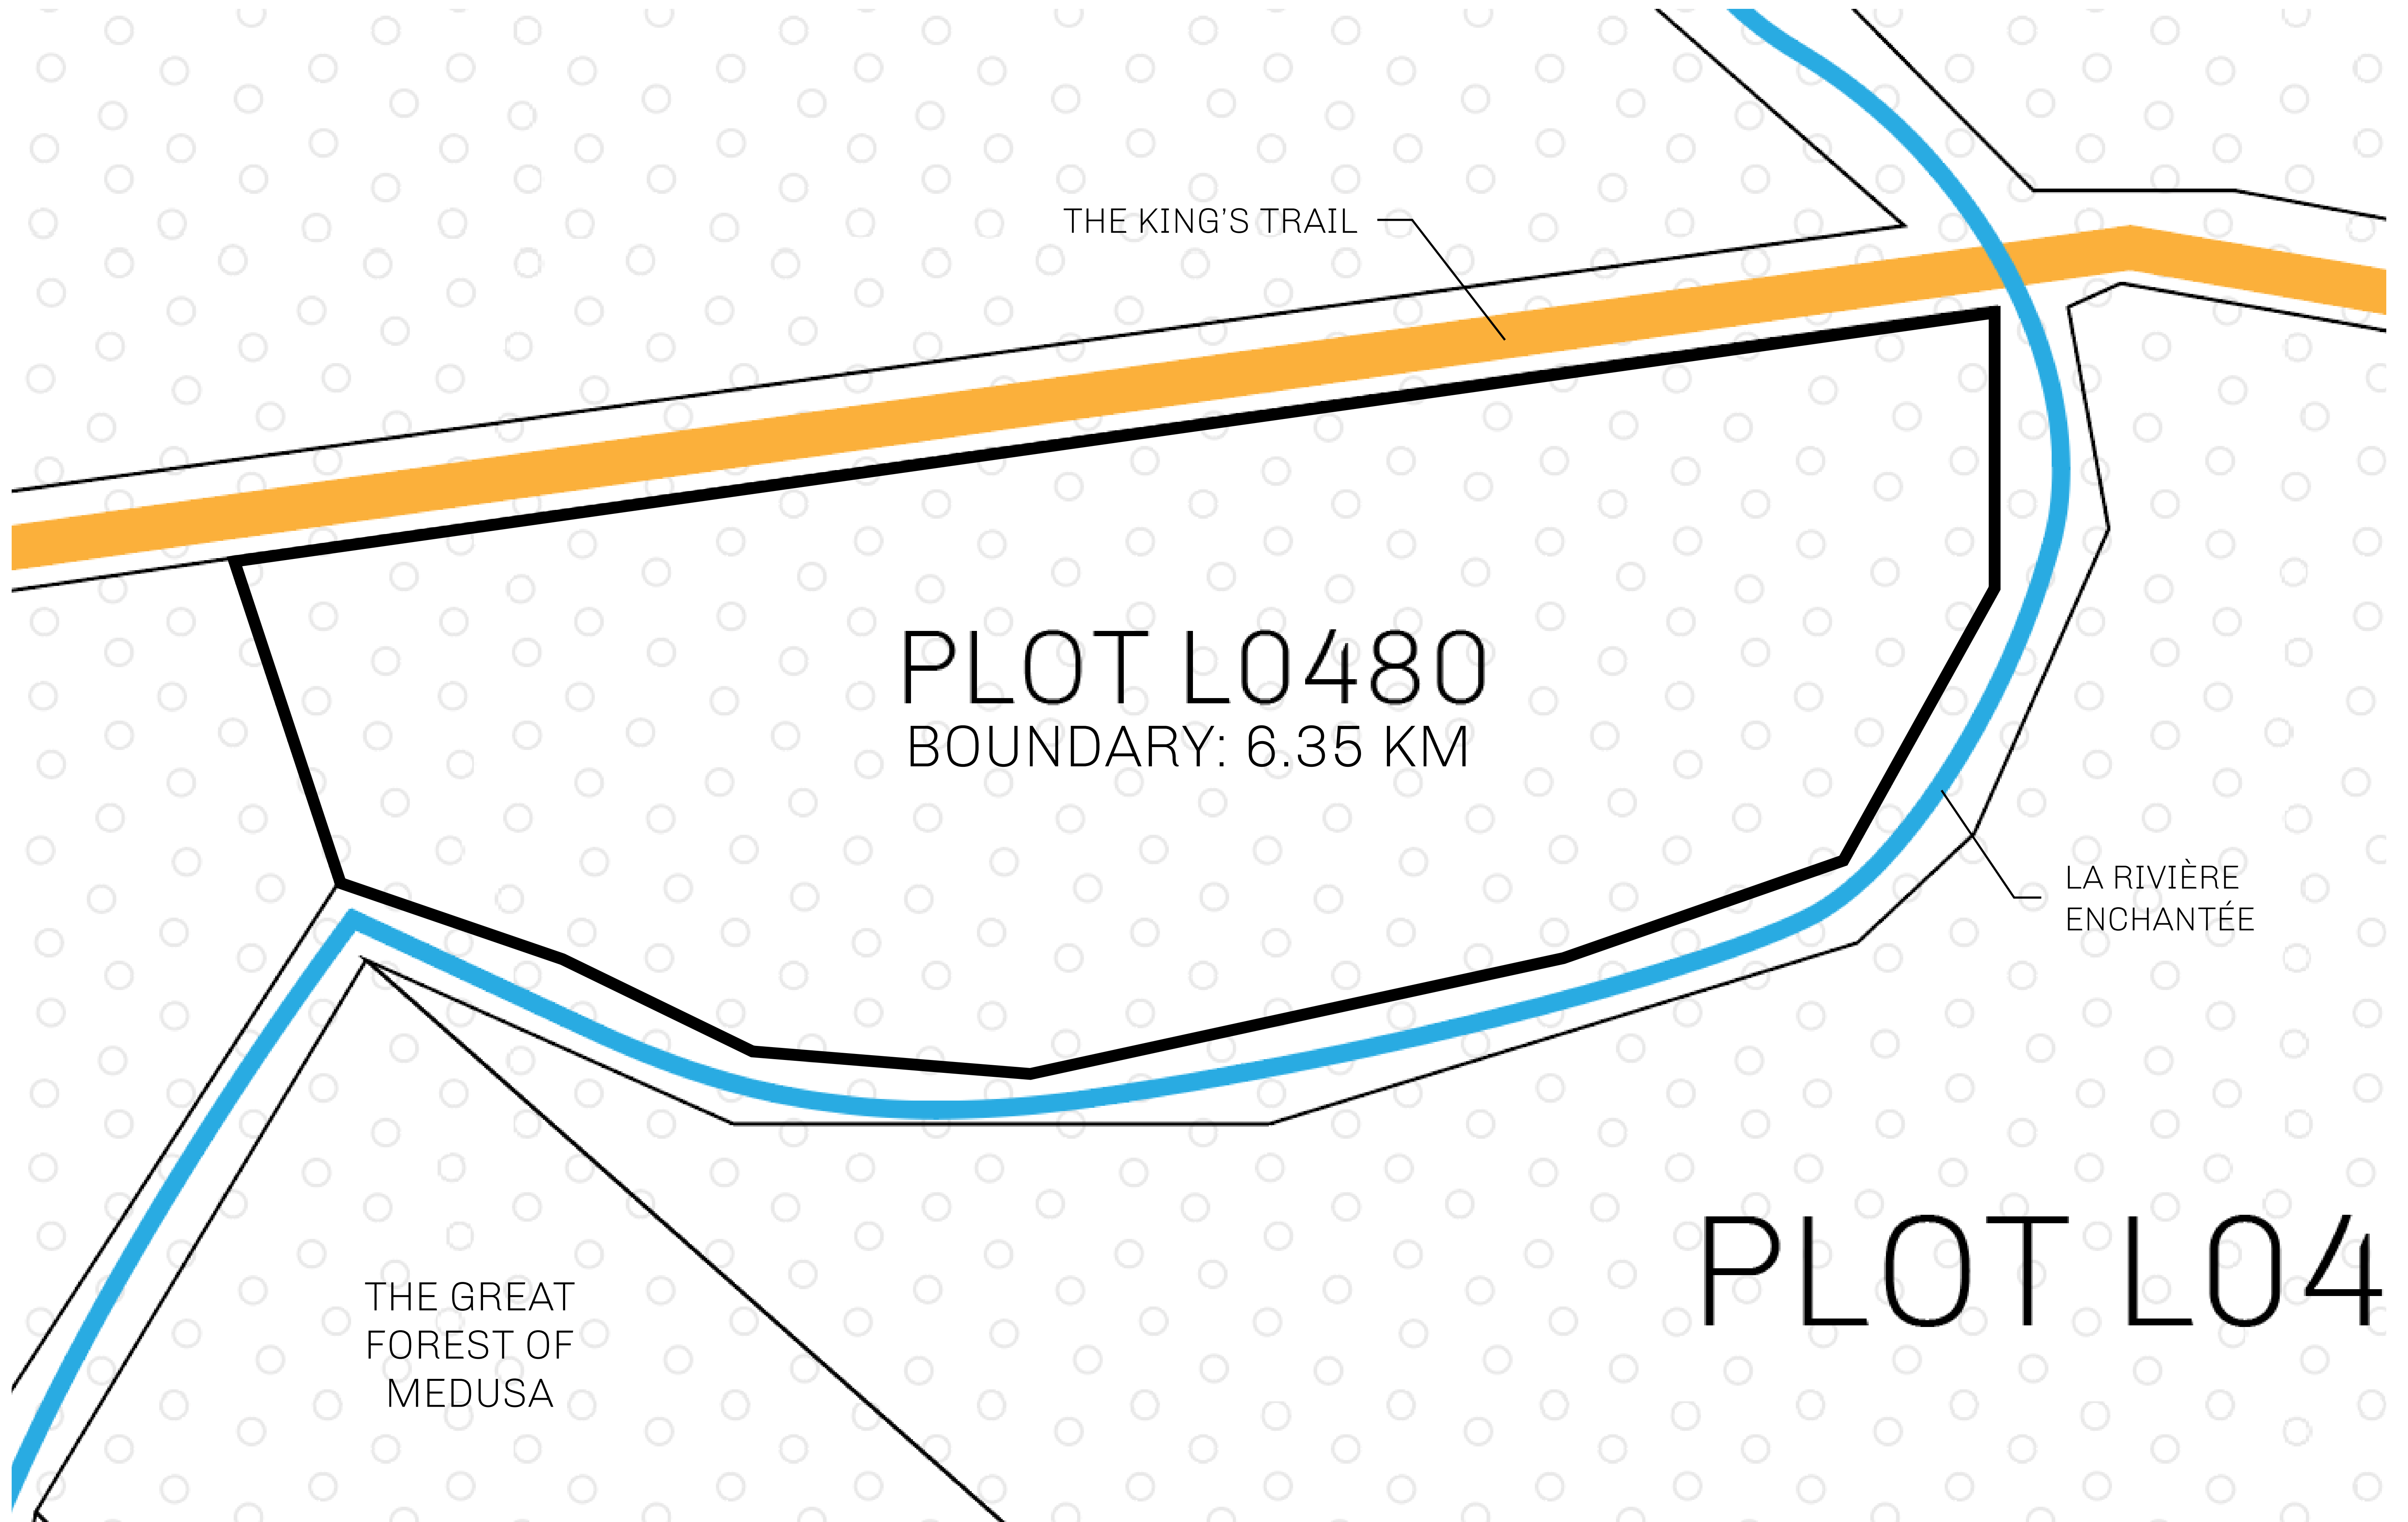 THE KING'S TRAIL
PLOT L0480
BOUNDARY: 6.35 KM
LA RIVIÈRE
ENCHANTÉE
PLOT L04
THE GREAT
FOREST OF
MEDUSA